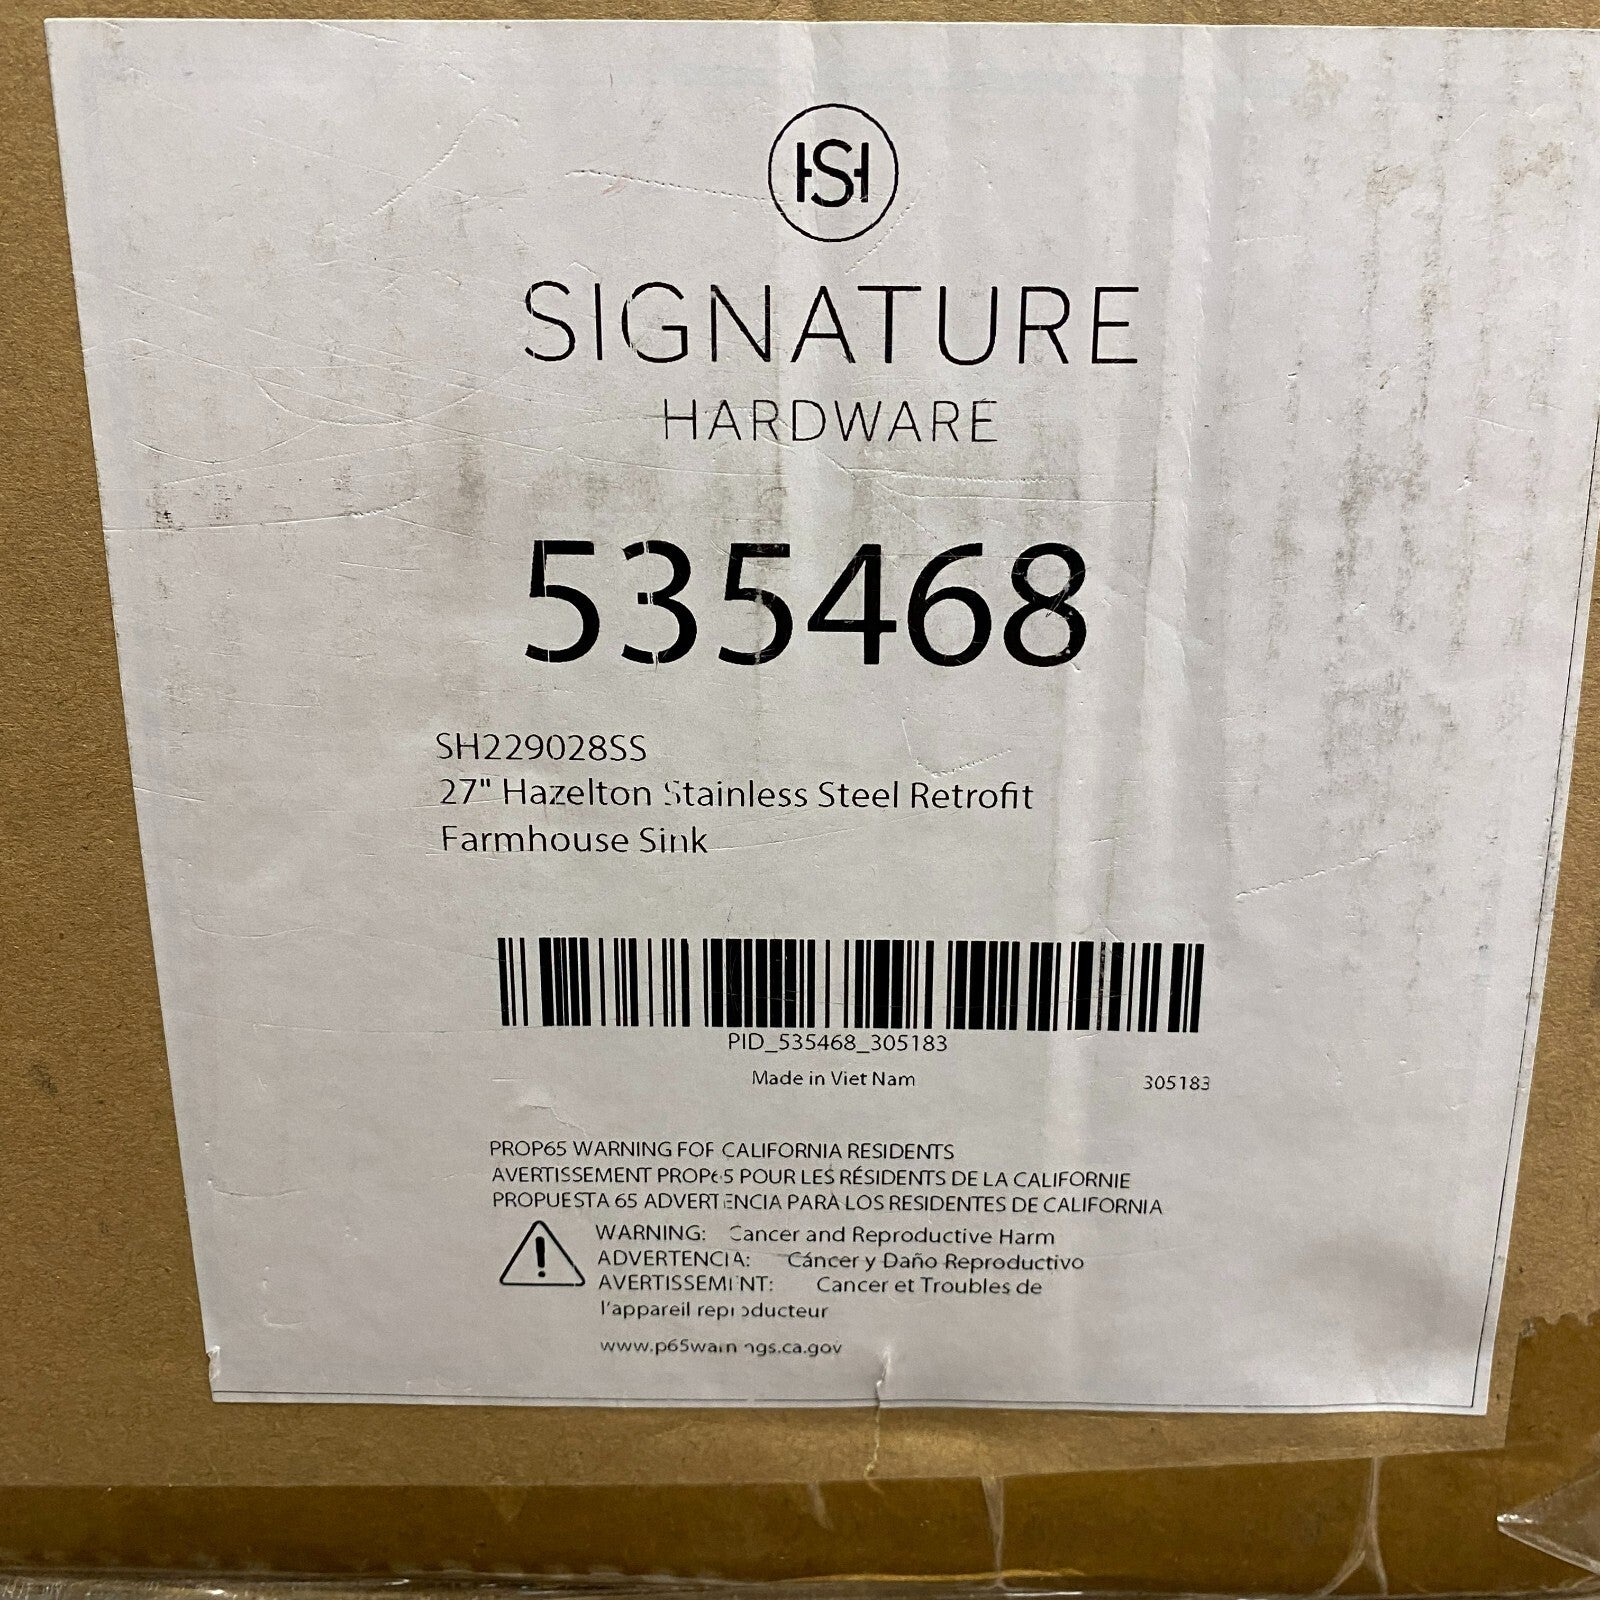 HSH
SIGNATURE
HARDWARE
535468
SH229028SS
27" Hazelton Stainless Steel Retrofit
Farmhouse Sink
PID_535468_305183
Made in Viet Nam
305183
PROP65 WARNING FOR CALIFORNIA RESIDENTS
AVERTISSEMENT PROP65 POUR LES RÉSIDENTS DE LA CALIFORNIE
PROPUESTA 65 ADVERTENCIA PARA LOS RESIDENTES DE CALIFORNIA
WARNING: Cancer and Reproductive Harm
ADVERTENCIA: Cáncer y Daño Reproductivo
AVERTISSEMENT: Cancer et Troubles de
l'appareil reproducteur
www.p65warnings.ca.gov